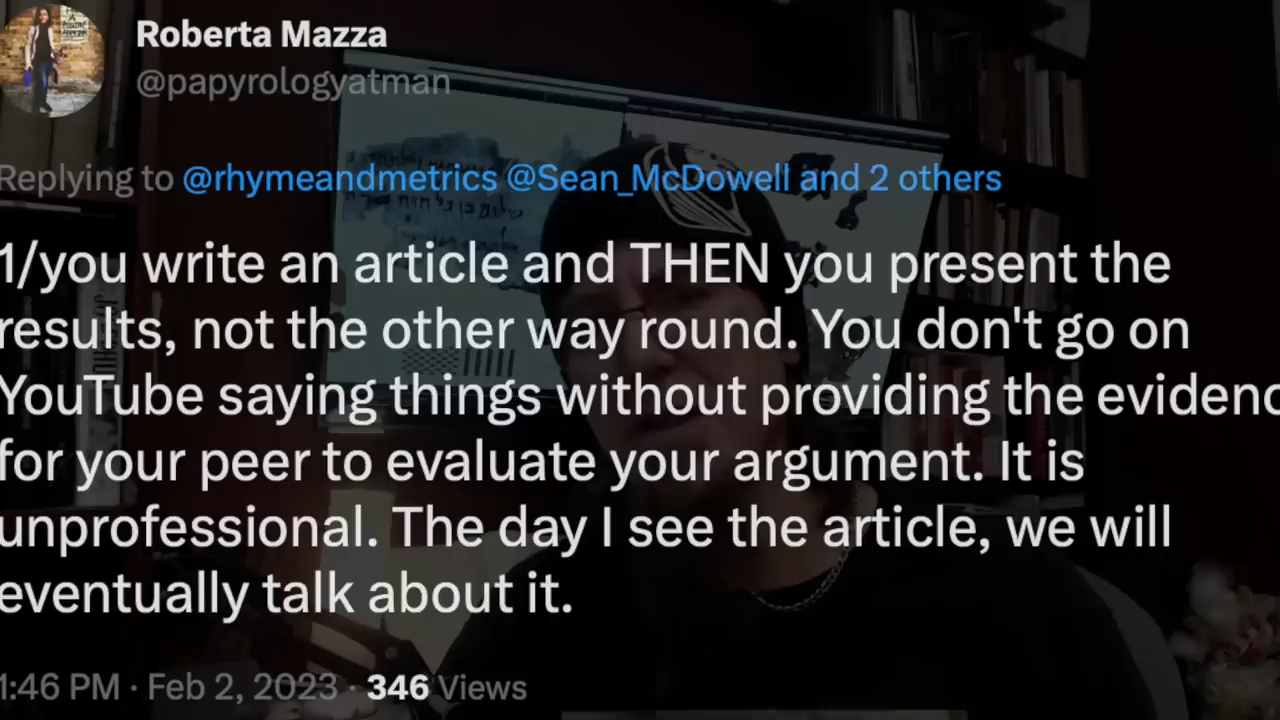 Roberta Mazza
@papyrologyatman
Replying to @rhymeandmetrics @Sean_McDowell and 2 others
1/you write an article and THEN you present the
results, not the other way round. You don't go on
YouTube saying things without providing the evidenc
for your peer to evaluate your argument. It is
unprofessional. The day I see the article, we will
eventually talk about it.
1:46 PM · Feb 2, 2023 · 346 Views